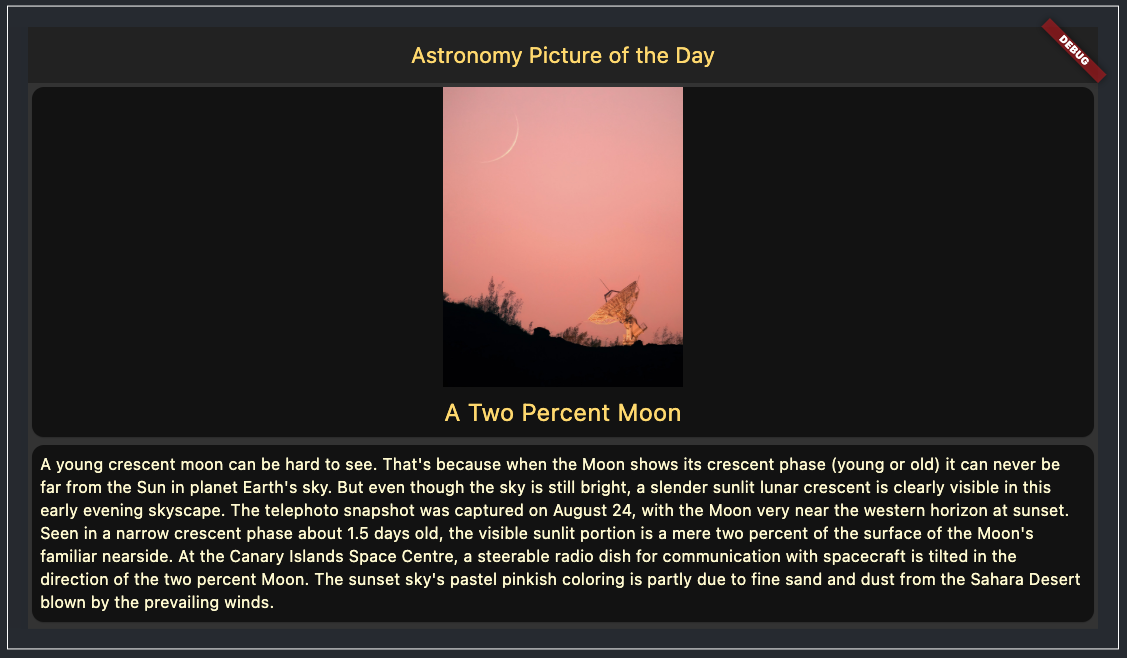 Astronomy Picture of the Day
DEBUG
A Two Percent Moon
A young crescent moon can be hard to see. That's because when the Moon shows its crescent phase (young or old) it can never be
far from the Sun in planet Earth's sky. But even though the sky is still bright, a slender sunlit lunar crescent is clearly visible in this
early evening skyscape. The telephoto snapshot was captured on August 24, with the Moon very near the western horizon at sunset.
Seen in a narrow crescent phase about 1.5 days old, the visible sunlit portion is a mere two percent of the surface of the Moon's
familiar nearside. At the Canary Islands Space Centre, a steerable radio dish for communication with spacecraft is tilted in the
direction of the two percent Moon. The sunset sky's pastel pinkish coloring is partly due to fine sand and dust from the Sahara Desert
blown by the prevailing winds.